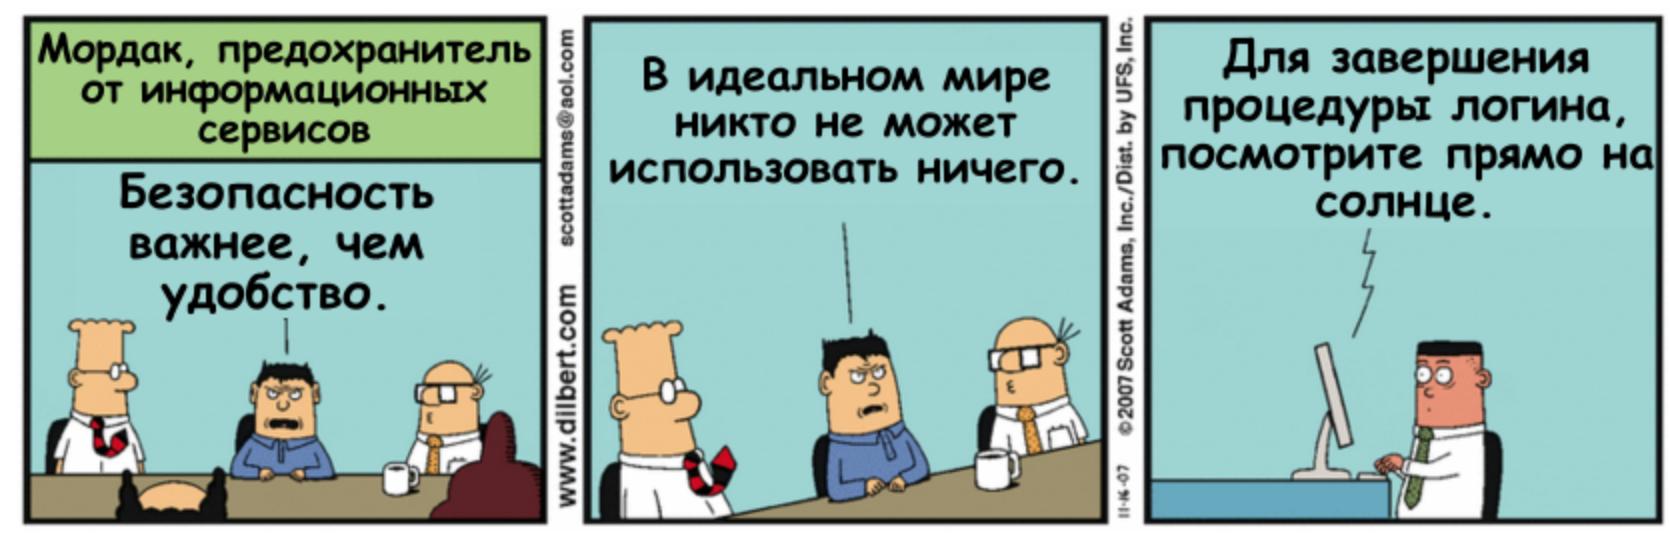 Мордак, предохранитель
от информационных
сервисов
Безопасность
важнее, чем
удобство.
www.dilbert.com scottadams@aol.com
В идеальном мире
никто не может
использовать ничего.
11-16-07 ©2007 Scott Adams, Inc./Dist. by UFS, Inc.
Для завершения
процедуры логина,
посмотрите прямо на
солнце.